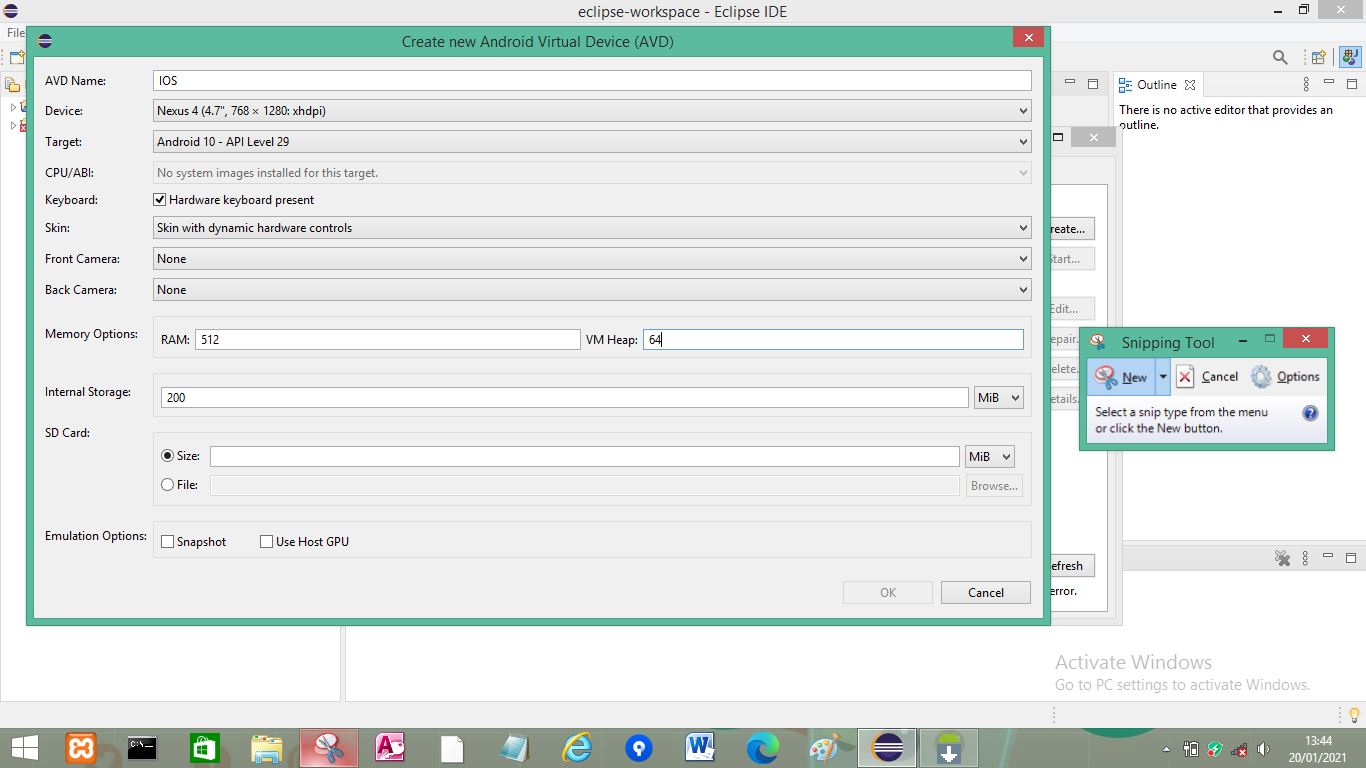 eclipse-workspace - Eclipse IDE
File
Create new Android Virtual Device (AVD)
AVD Name: IOS
Device: Nexus 4 (4.7", 768 × 1280: xhdpi)
Target: Android 10 - API Level 29
CPU/ABI: No system images installed for this target.
Keyboard: Hardware keyboard present
Skin: Skin with dynamic hardware controls
Front Camera: None
Back Camera: None
Memory Options: RAM: 512 VM Heap: 64
Internal Storage: 200 MiB
SD Card:
Size: MiB
File: Browse...
Emulation Options: Snapshot Use Host GPU
OK Cancel
Outline
There is no active editor that provides an
outline.
reate...
tart...
Edit...
epair.
elete.
etails.
efresh
error.
Snipping Tool
New Cancel Options
Select a snip type from the menu
or click the New button.
Activate Windows
Go to PC settings to activate Windows.
13:44
20/01/2021